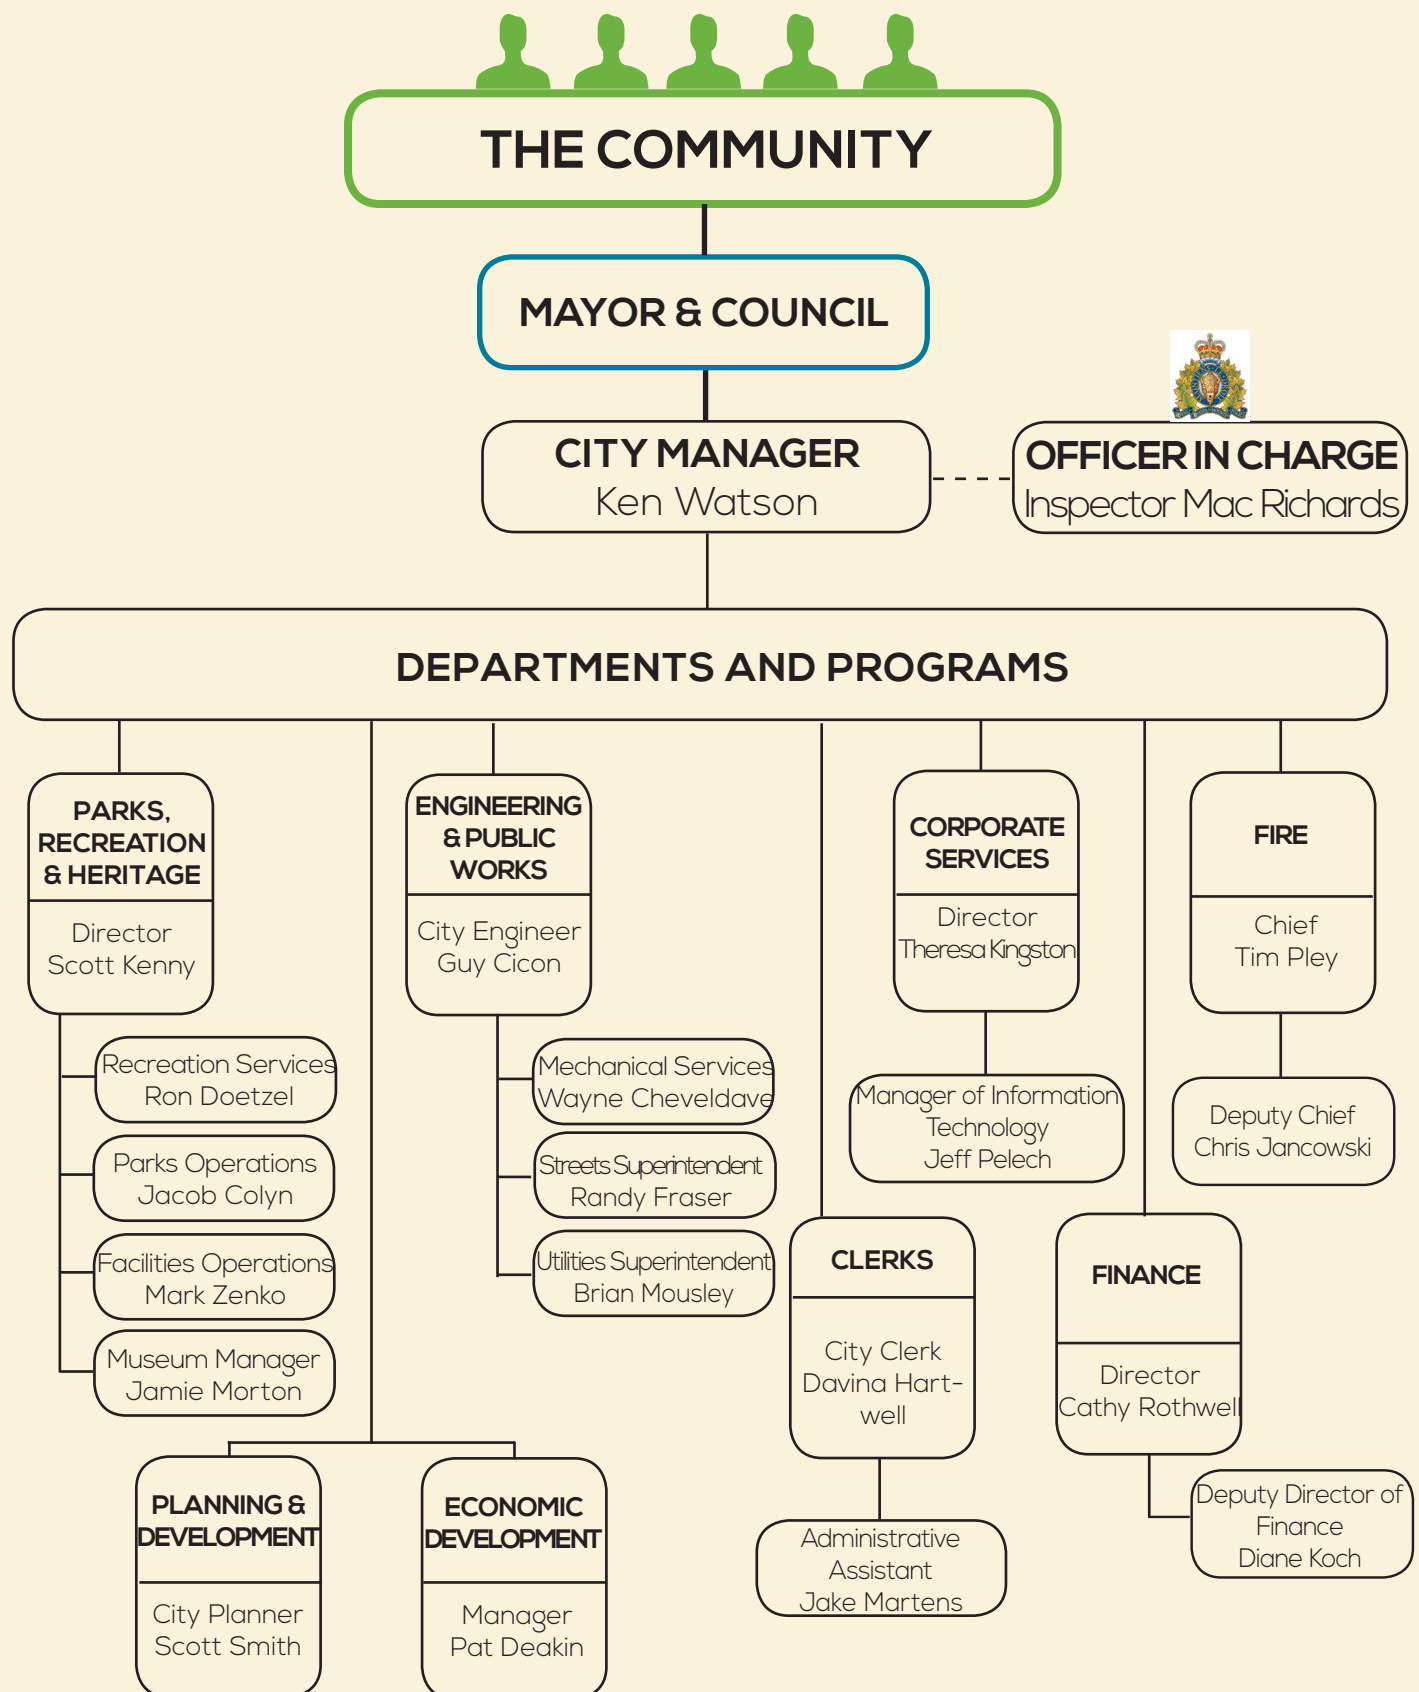 THE COMMUNITY
MAYOR & COUNCIL
CITY MANAGER
Ken Watson
OFFICER IN CHARGE
Inspector Mac Richards
DEPARTMENTS AND PROGRAMS
PARKS,
RECREATION
& HERITAGE
Director
Scott Kenny
Recreation Services
Ron Doetzel
Parks Operations
Jacob Colyn
Facilities Operations
Mark Zenko
Museum Manager
Jamie Morton
PLANNING &
DEVELOPMENT
City Planner
Scott Smith
ECONOMIC
DEVELOPMENT
Manager
Pat Deakin
ENGINEERING
& PUBLIC
WORKS
City Engineer
Guy Cicon
Mechanical Services
Wayne Cheveldave
Streets Superintendent
Randy Fraser
Utilities Superintendent
Brian Mousley
CLERKS
City Clerk
Davina Hart-
well
Administrative
Assistant
Jake Martens
CORPORATE
SERVICES
Director
Theresa Kingston
Manager of Information
Technology
Jeff Pelech
FINANCE
Director
Cathy Rothwell
Deputy Director of
Finance
Diane Koch
FIRE
Chief
Tim Pley
Deputy Chief
Chris Jancowski